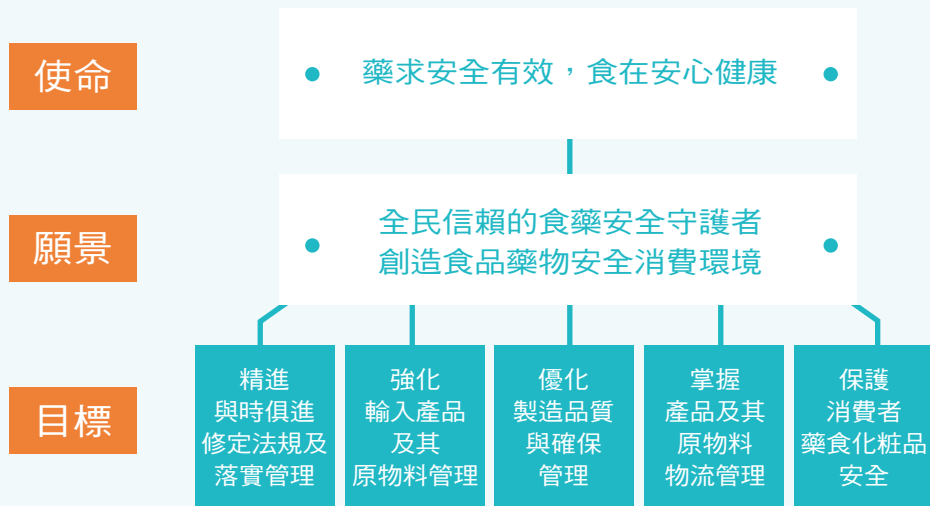 使命
藥求安全有效，食在安心健康
願景
全民信賴的食藥安全守護者
創造食品藥物安全消費環境
目標
精進
與時俱進
修定法規及
落實管理
強化
輸入產品
及其
原物料管理
優化
製造品質
與確保
管理
掌握
產品及其
原物料
物流管理
保護
消費者
藥食化粧品
安全